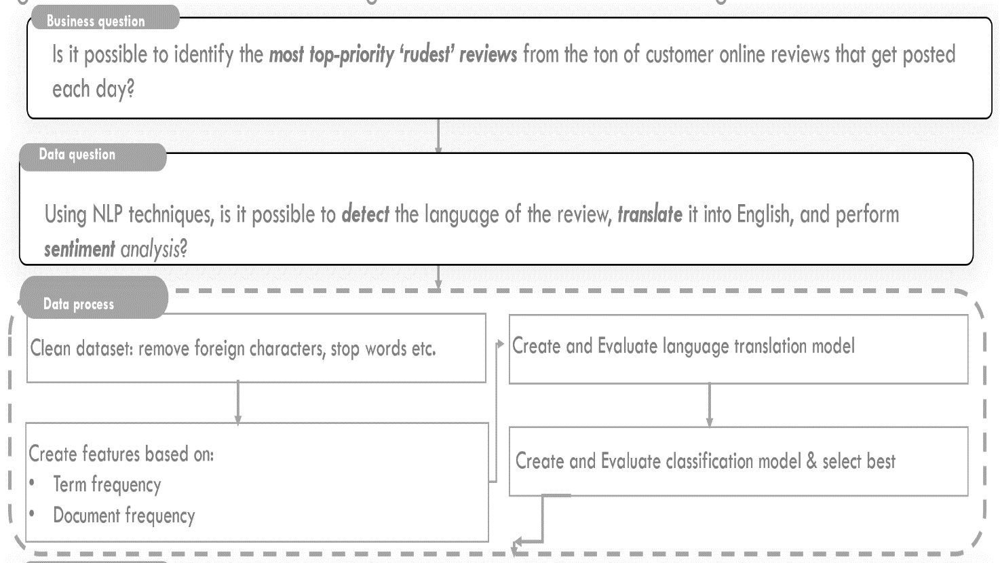 Business question
Is it possible to identify the most top-priority ‘rudest’ reviews from the ton of customer online reviews that get posted
each day?
Data question
Using NLP techniques, is it possible to detect the language of the review, translate it into English, and perform
sentiment analysis?
Data process
Clean dataset: remove foreign characters, stop words etc.
Create features based on:
• Term frequency
• Document frequency
Create and Evaluate language translation model
Create and Evaluate classification model & select best